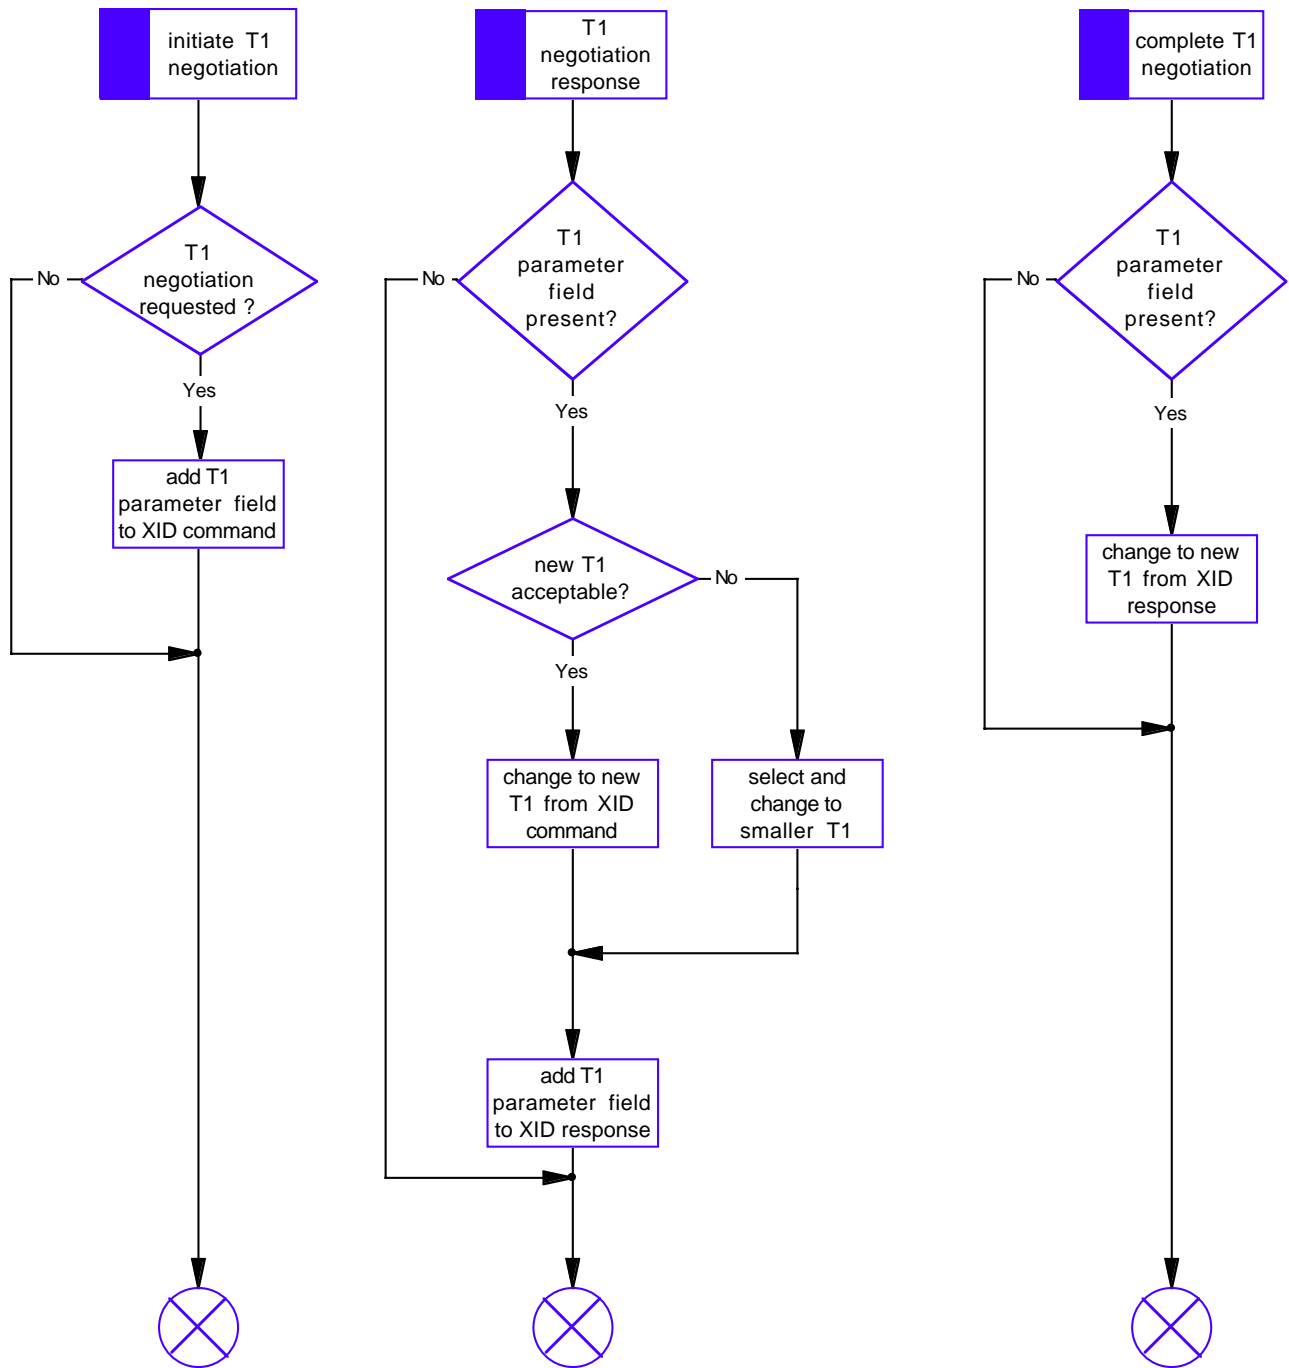 initiate T1
negotiation
T1
negotiation
requested ?
No
Yes
add T1
parameter field
to XID command
T1
negotiation
response
T1
parameter
field
present?
No
Yes
new T1
acceptable?
No
Yes
change to new
T1 from XID
command
select and
change to
smaller T1
add T1
parameter field
to XID response
complete T1
negotiation
T1
parameter
field
present?
No
Yes
change to new
T1 from XID
response